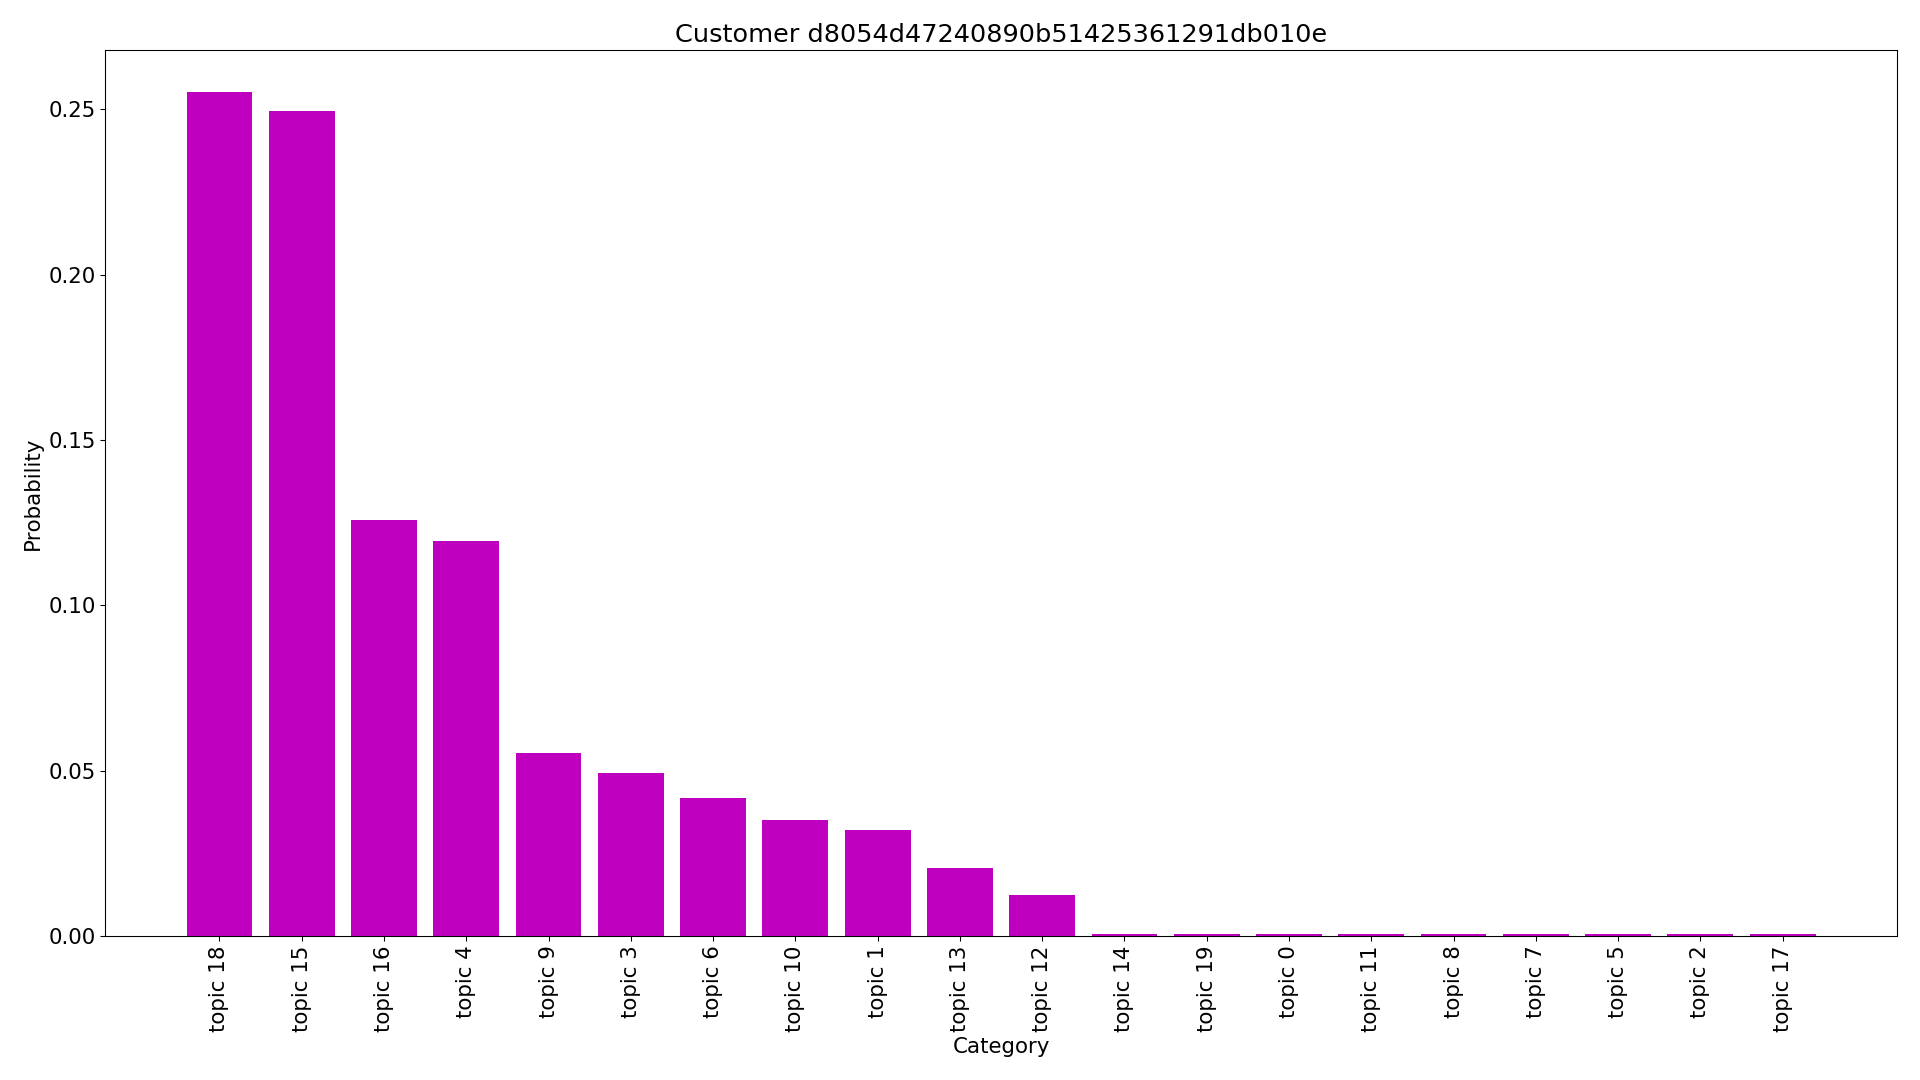 Customer d8054d47240890b51425361291db010e
Probability
0.25
0.20
0.15
0.10
0.05
0.00
topic 18
topic 15
topic 16
topic 4
topic 9
topic 3
topic 6
topic 10
topic 1
topic 13
topic 12
topic 14
topic 19
topic 0
topic 11
topic 8
topic 7
topic 5
topic 2
topic 17
Category